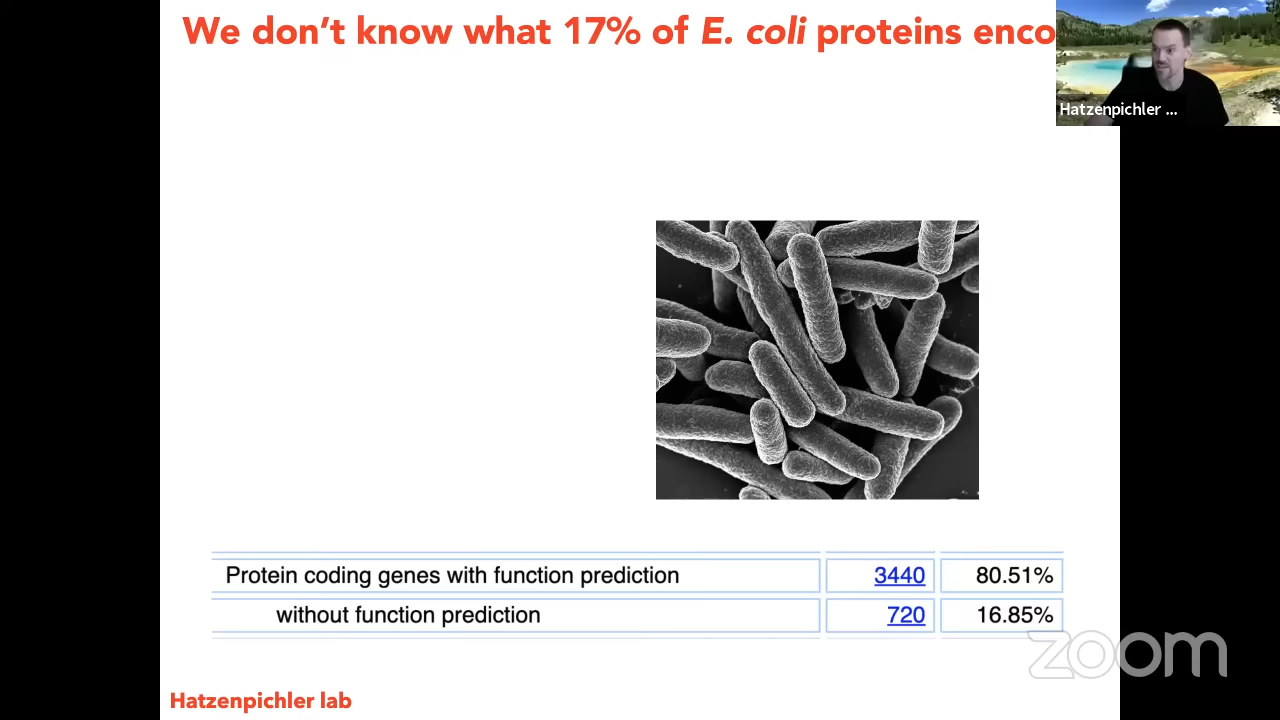 We don't know what 17% of E. coli proteins enco
Hatzenpichler ...
Protein coding genes with function prediction 3440 80.51%
without function prediction 720 16.85%
zoom
Hatzenpichler lab